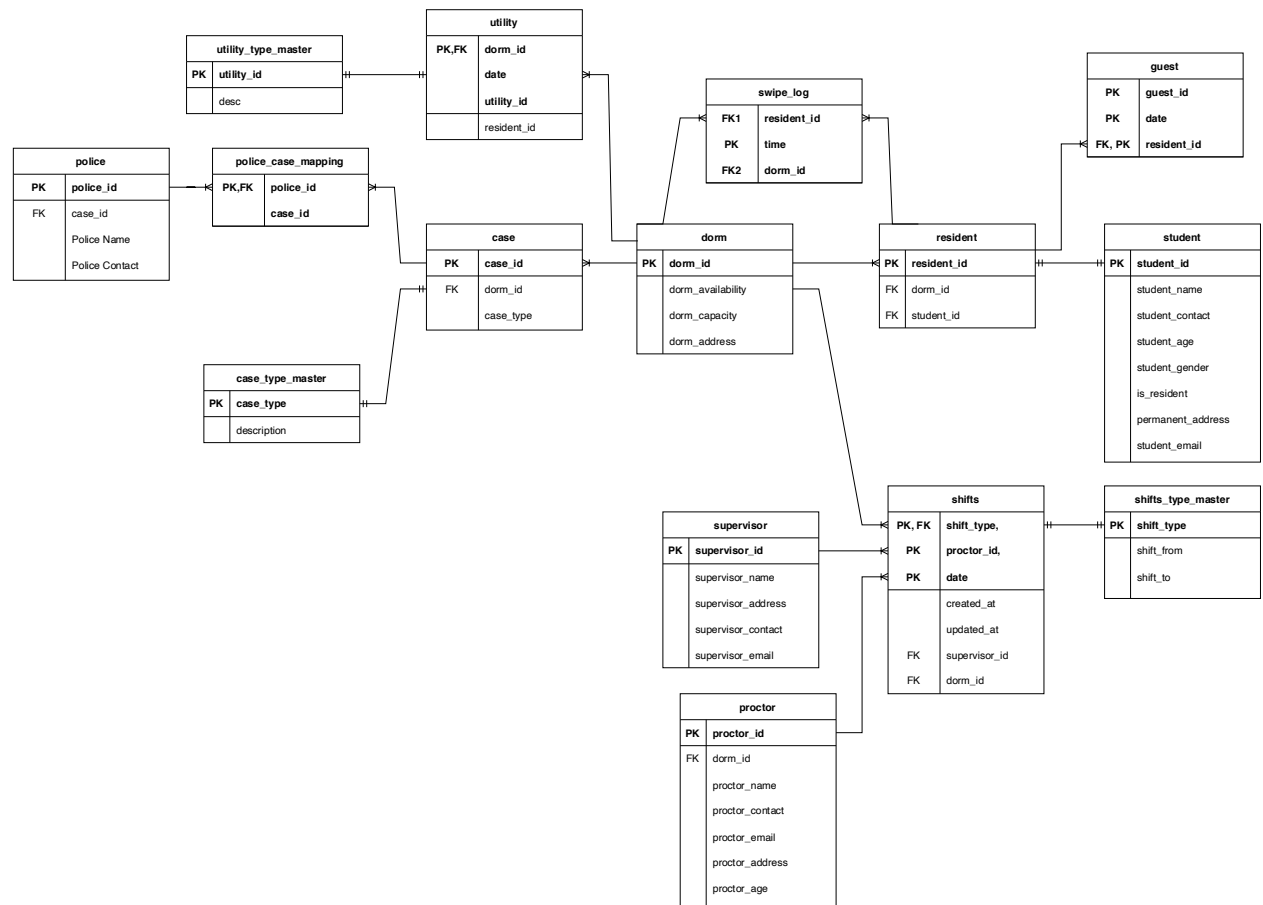 utility
PK,FK dorm_id
date
utility_id
resident_id
utility_type_master
PK utility_id
desc
guest
PK guest_id
PK date
FK, PK resident_id
swipe_log
FK1 resident_id
PK time
FK2 dorm_id
police
PK police_id
FK case_id
Police Name
Police Contact
police_case_mapping
PK,FK police_id
case_id
case
PK case_id
FK dorm_id
case_type
dorm
PK dorm_id
dorm_availability
dorm_capacity
dorm_address
resident
PK resident_id
FK dorm_id
FK student_id
student
PK student_id
student_name
student_contact
student_age
student_gender
is_resident
permanent_address
student_email
case_type_master
PK case_type
description
shifts
PK, FK shift_type,
PK proctor_id,
PK date
created_at
updated_at
FK supervisor_id
FK dorm_id
shifts_type_master
PK shift_type
shift_from
shift_to
supervisor
PK supervisor_id
supervisor_name
supervisor_address
supervisor_contact
supervisor_email
proctor
PK proctor_id
FK dorm_id
proctor_name
proctor_contact
proctor_email
proctor_address
proctor_age